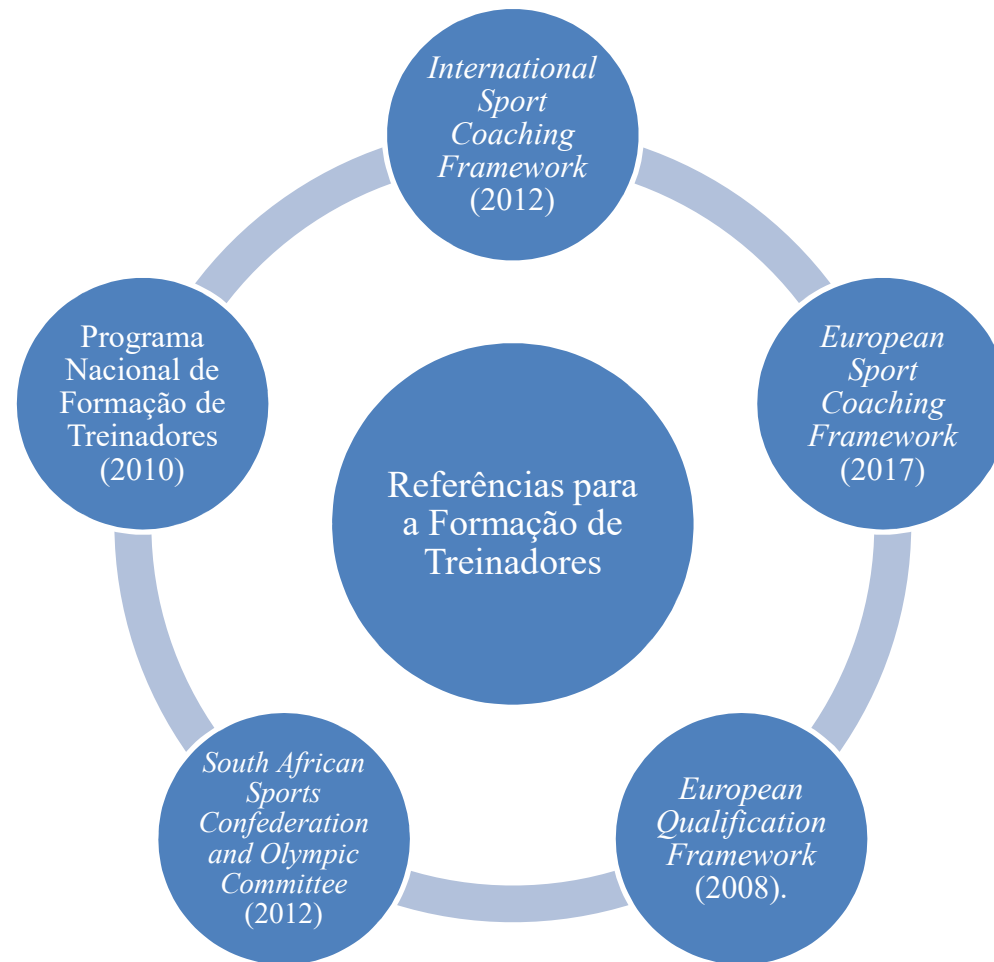 International
Sport
Coaching
Framework
(2012)
European
Sport
Coaching
Framework
(2017)
European
Qualification
Framework
(2008).
South African
Sports
Confederation
and Olympic
Committee
(2012)
Programa
Nacional de
Formação de
Treinadores
(2010)
Referências para
a Formação de
Treinadores